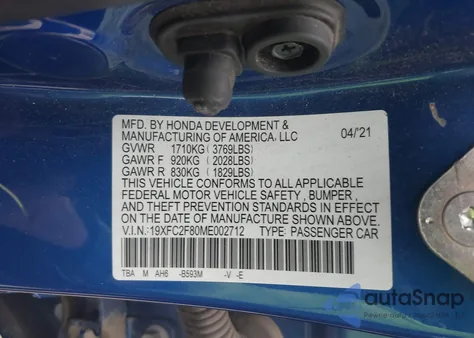 MFD. BY HONDA DEVELOPMENT &
MANUFACTURING OF AMERICA, LLC 04/21
GVWR 1710KG ( 3769LBS)
GAWR F 920KG ( 2028LBS)
GAWR R 830KG ( 1829LBS)
THIS VEHICLE CONFORMS TO ALL APPLICABLE
FEDERAL MOTOR VEHICLE SAFETY , BUMPER ,
AND THEFT PREVENTION STANDARDS IN EFFECT
ON THE DATE OF MANUFACTURE SHOWN ABOVE.
V.I.N.:19XFC2F80ME002712 TYPE: PASSENGER CAR
TBA M AH6 -B593M -V -E
autoSnap